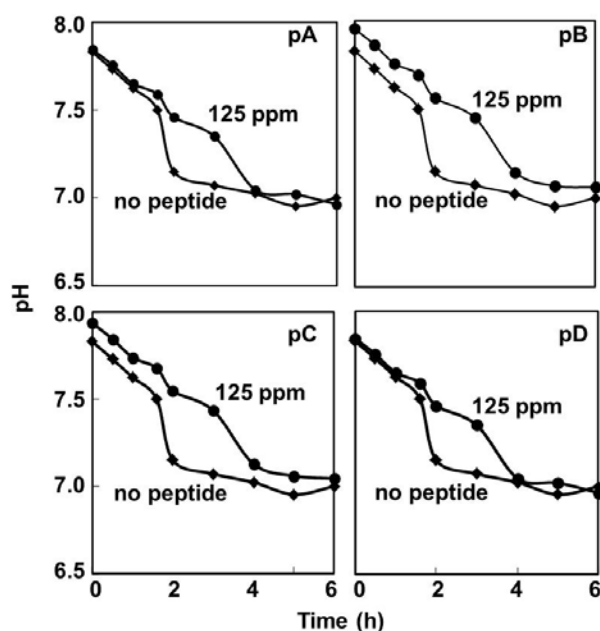 8.0
pA
pB
7.5
125 ppm
125 ppm
7.0
no peptide
no peptide
6.5
pH
8.0
pC
pD
7.5
125 ppm
125 ppm
7.0
no peptide
no peptide
6.5
0 2 4 6 0 2 4 6
Time (h)